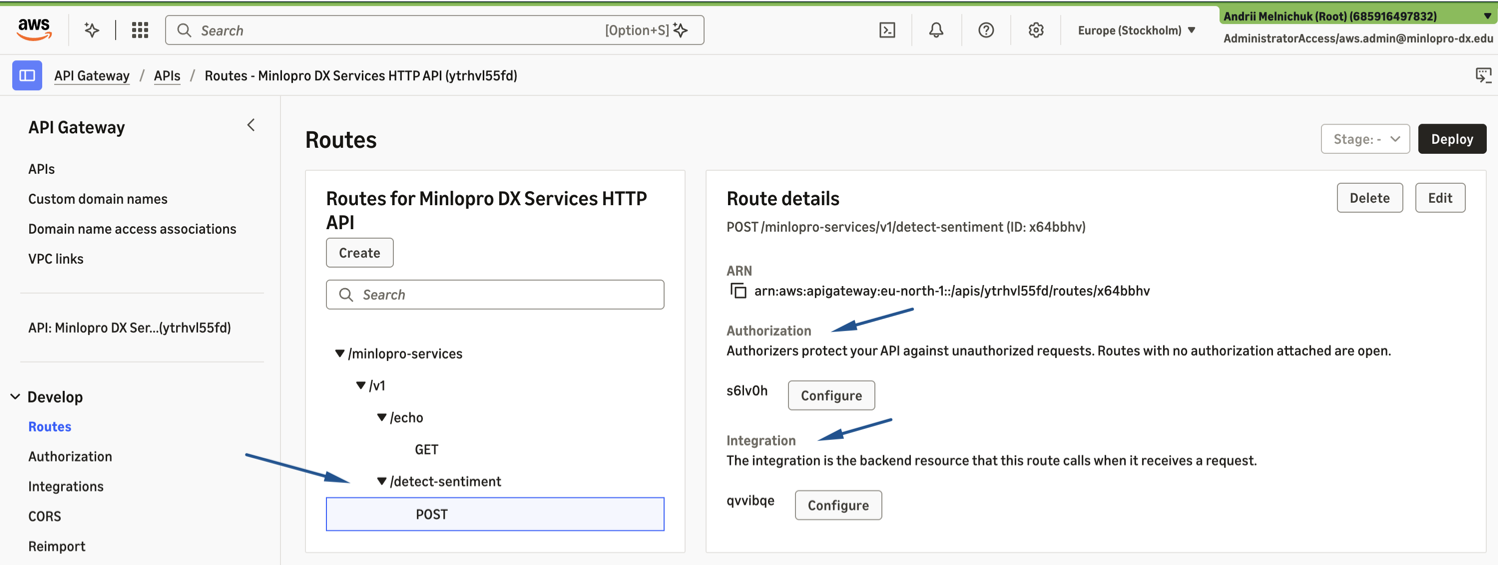 aws
Search
[Option+S]
Europe (Stockholm)
Andrii Melnichuk (Root) (685916497832)
AdministratorAccess/aws.admin@minlopro-dx.edu
API Gateway / APIs / Routes - Minlopro DX Services HTTP API (ytrhvl55fd)
API Gateway
APIs
Custom domain names
Domain name access associations
VPC links
API: Minlopro DX Ser...(ytrhvl55fd)
Develop
Routes
Authorization
Integrations
CORS
Reimport
Routes
Stage: -
Deploy
Routes for Minlopro DX Services HTTP
API
Create
Search
/minlopro-services
/v1
/echo
GET
/detect-sentiment
POST
Route details
Delete
Edit
POST /minlopro-services/v1/detect-sentiment (ID: x64bbhv)
ARN
arn:aws:apigateway:eu-north-1::/apis/ytrhvl55fd/routes/x64bbhv
Authorization
Authorizers protect your API against unauthorized requests. Routes with no authorization attached are open.
s6lv0h
Configure
Integration
The integration is the backend resource that this route calls when it receives a request.
qvvibqe
Configure